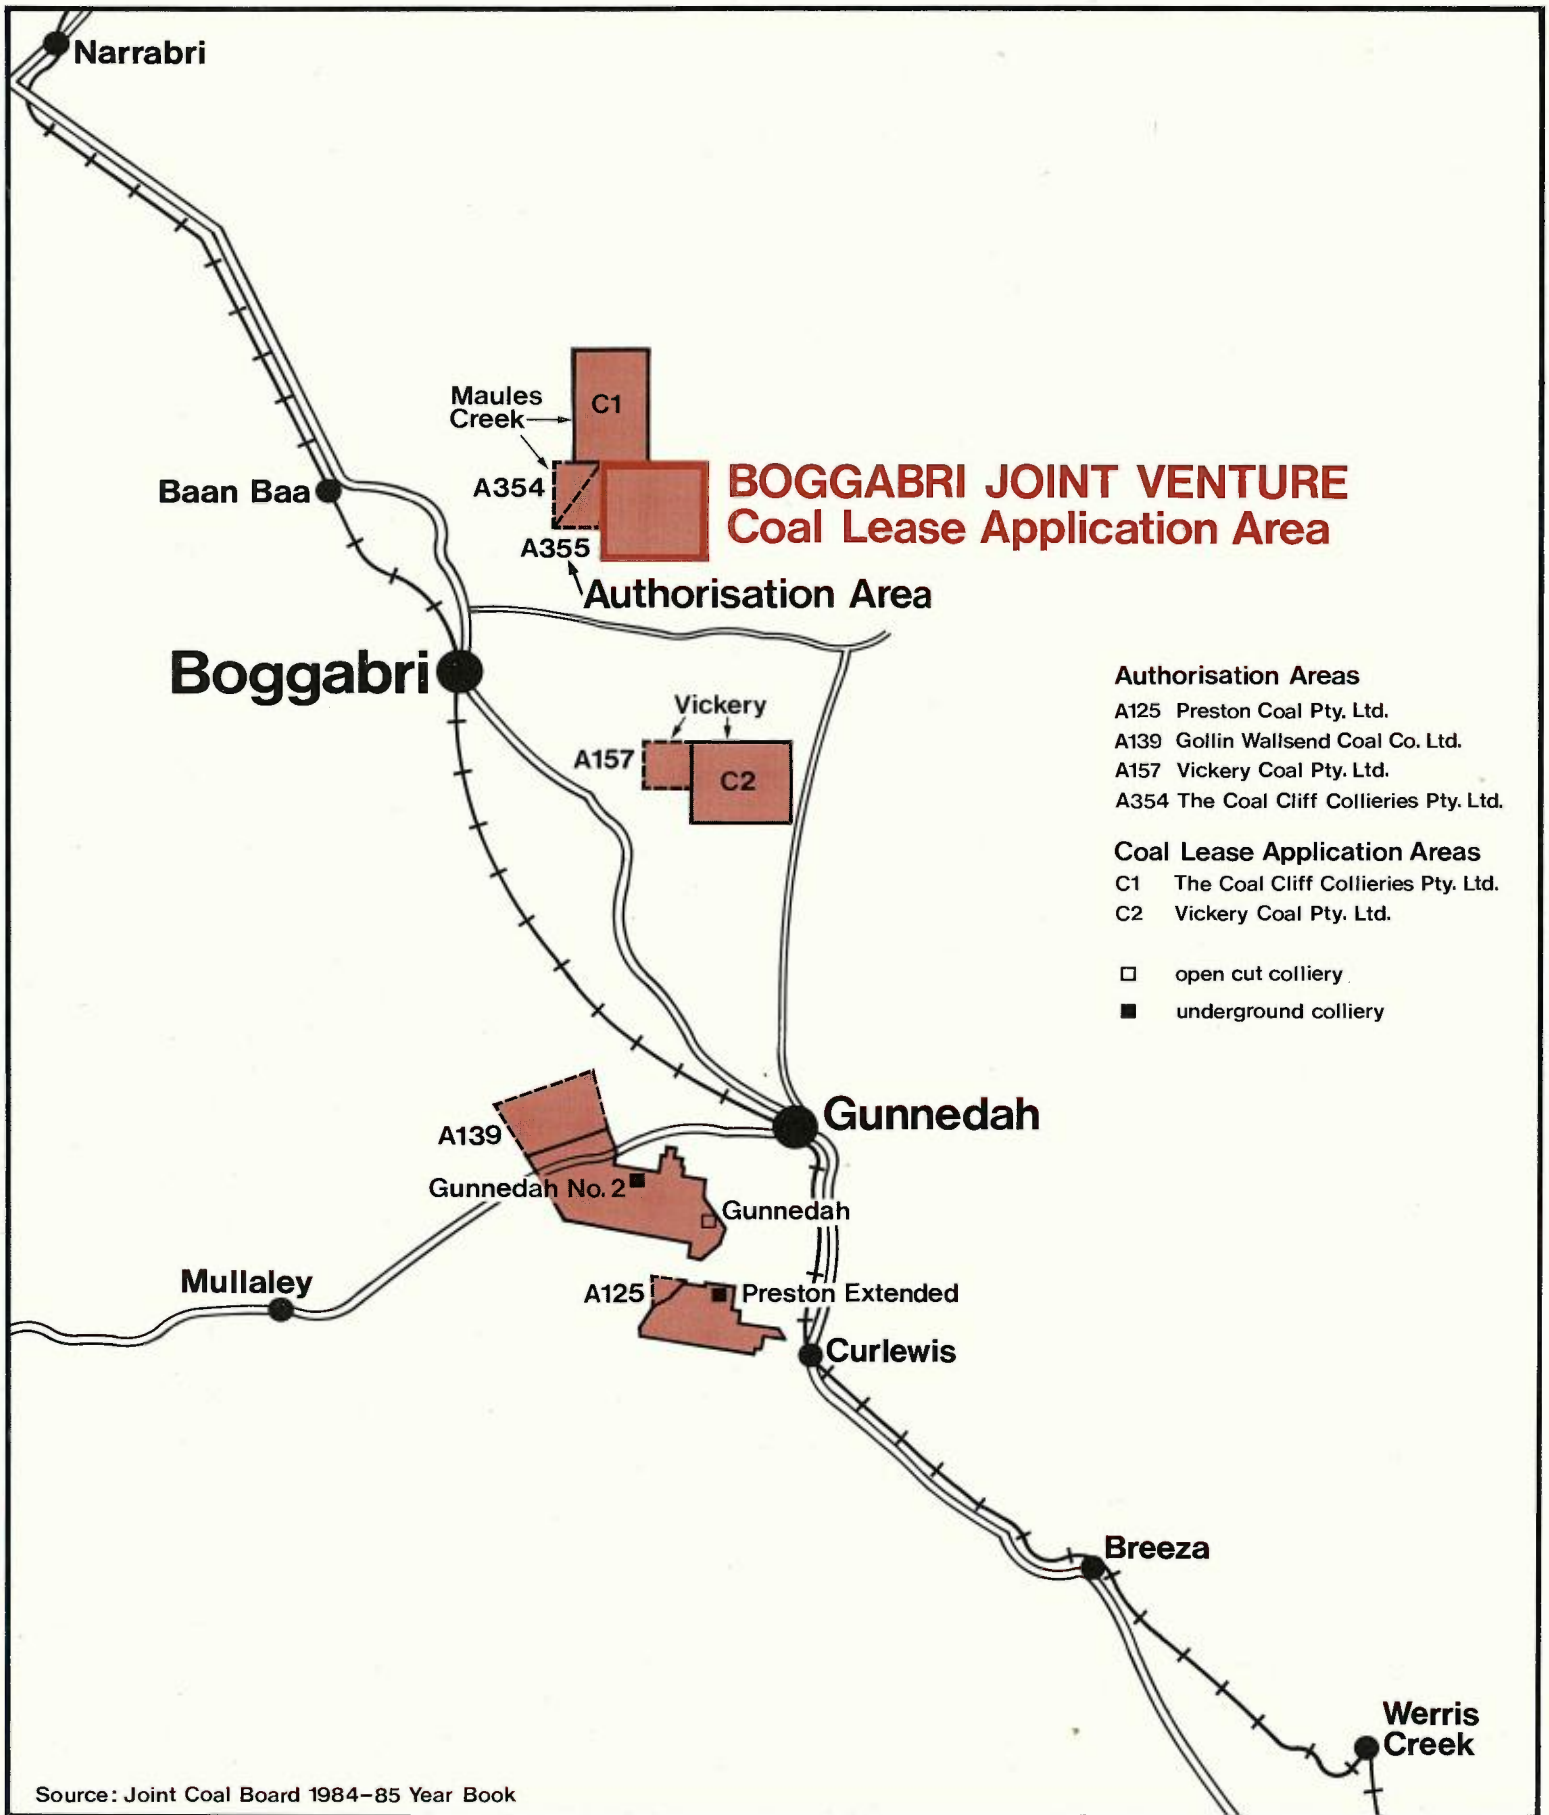 Narrabri
Maules
Creek
C1
Baan Baa
A354
BOGGABRI JOINT VENTURE
Coal Lease Application Area
A355
Authorisation Area
Boggabri
Vickery
A157
C2
Authorisation Areas
A125 Preston Coal Pty. Ltd.
A139 Gollin Wallsend Coal Co. Ltd.
A157 Vickery Coal Pty. Ltd.
A354 The Coal Cliff Collieries Pty. Ltd.
Coal Lease Application Areas
C1 The Coal Cliff Collieries Pty. Ltd.
C2 Vickery Coal Pty. Ltd.
open cut colliery
underground colliery
Gunnedah
A139
Gunnedah No. 2
Gunnedah
Mullaley
A125
Preston Extended
Curlewis
Breeza
Werris
Creek
Source: Joint Coal Board 1984–85 Year Book